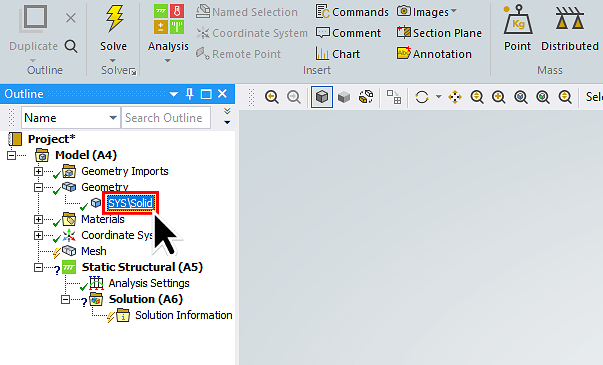 Duplicate
Outline
Solve
Solve
Analysis
Named Selection
Coordinate System
Remote Point
Commands
Comment
Chart
Images
Section Plane
Annotation
Insert
Point
Distributed
Mass
Kg
Outline
Name
Search Outline
Sele
Project*
Model (A4)
Geometry Imports
Geometry
SYS\Solid
Materials
Coordinate Sys
Mesh
Static Structural (A5)
Analysis Settings
Solution (A6)
Solution Information